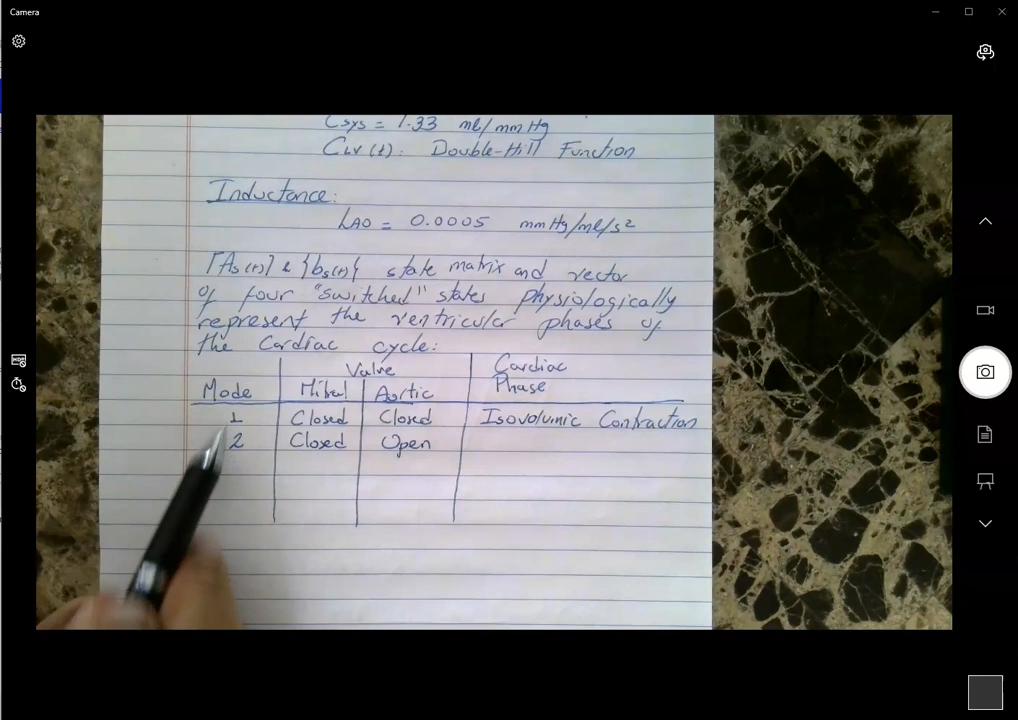 Camera
Csys = 1.33 ml/mmHg
CLV(t): Double-Hill Function
Inductance:
LAO = 0.0005 mmHg/ml/s²
[As(t)] & {bs(t)} state matrix and vector
of four "switched" states physiologically
represent the ventricular phases of
the Cardiac cycle:
Valve Cardiac
Mode Mitral Aortic Phase
1 Closed Closed Isovolumic Contraction
2 Closed Open